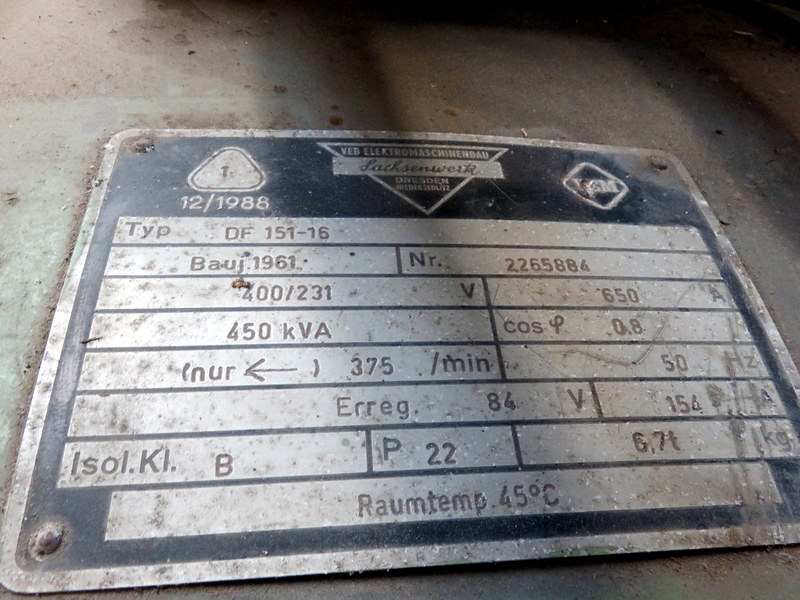 VEB ELEKTROMASCHINENBAU
Sachsenwerk
DRESDEN
NIEDERSEDLITZ
1
12/1988
VEM
Typ DF 151-16
Bauj. 1961 Nr. 2265884
400/231 V 650 A
450 kVA cos φ 0,8
(nur ←) 375 /min 50 Hz
Erreg. 84 V 154 A
Isol.Kl. B P 22 6,7t kg
Raumtemp. 45°C